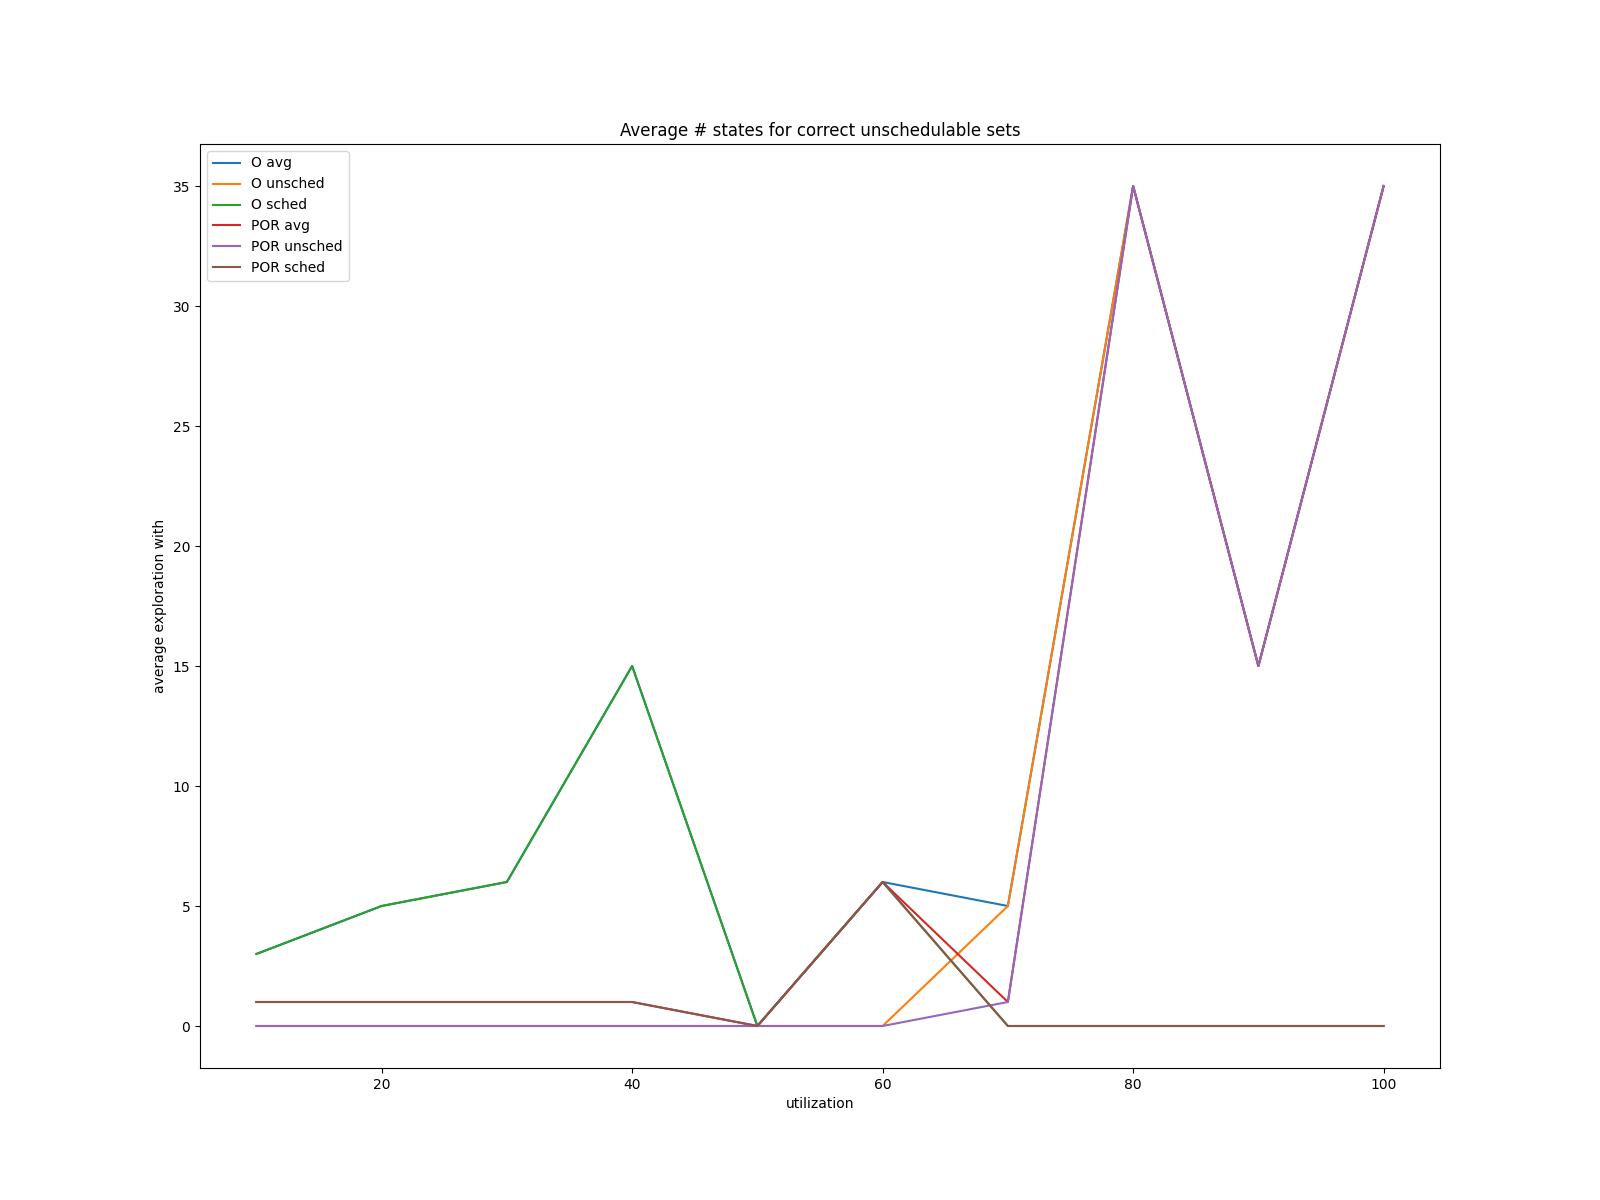 Average # states for correct unschedulable sets
O avg
O unsched
O sched
POR avg
POR unsched
POR sched
35
30
25
20
15
10
5
0
average exploration with
20 40 60 80 100
utilization